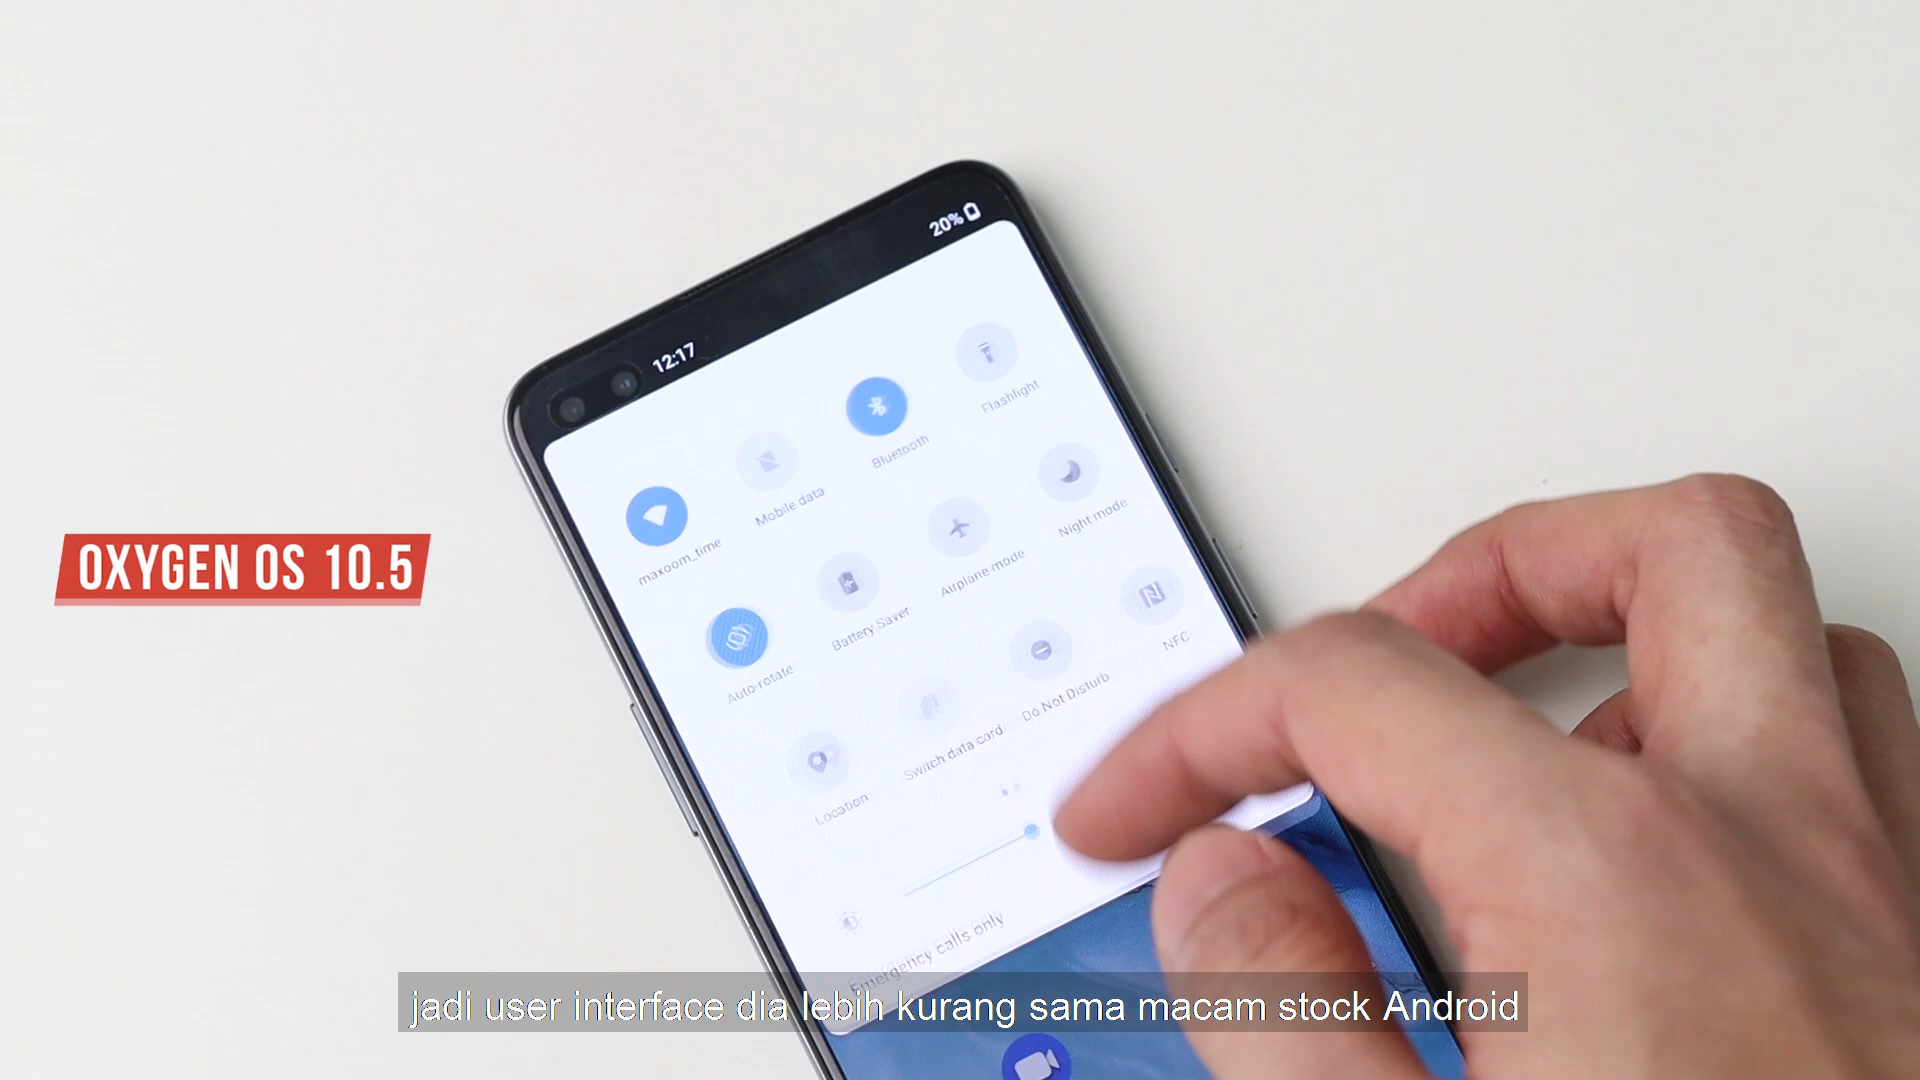 20%
12:17
Flashlight
Bluetooth
Mobile data
maxoom_time
Night mode
Airplane mode
Battery Saver
Auto-rotate
NFC
Do Not Disturb
Switch data card
Location
OXYGEN OS 10.5
Emergency calls only
jadi user interface dia lebih kurang sama macam stock Android